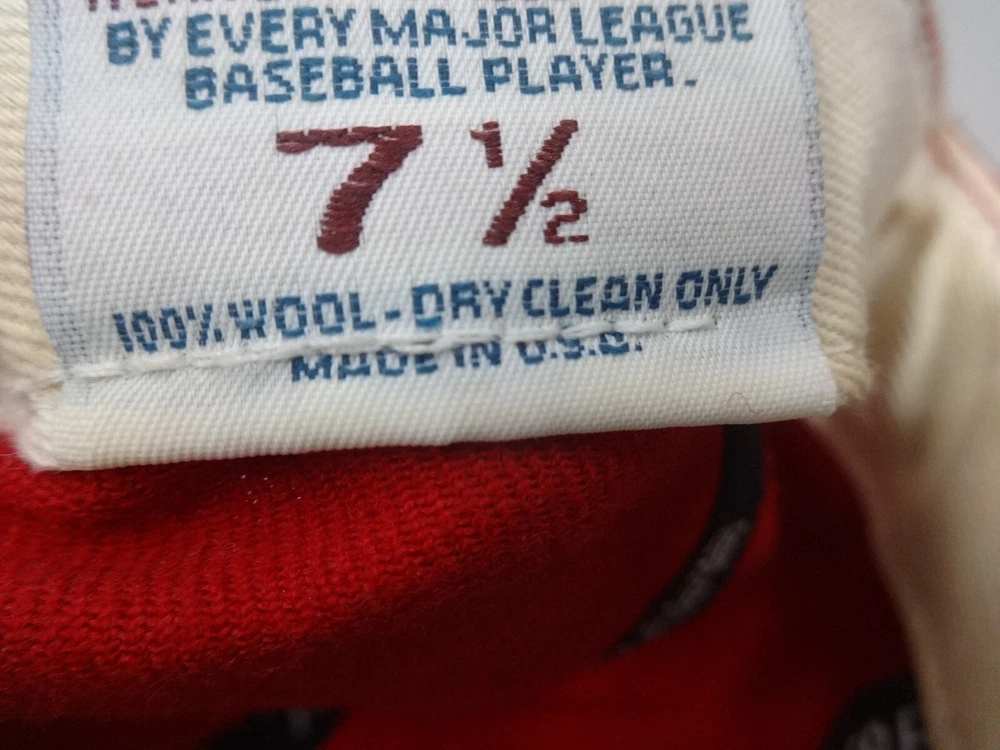 BY EVERY MAJOR LEAGUE
BASEBALL PLAYER.
7 1/2
100% WOOL-DRY CLEAN ONLY
MADE IN U.S.A.